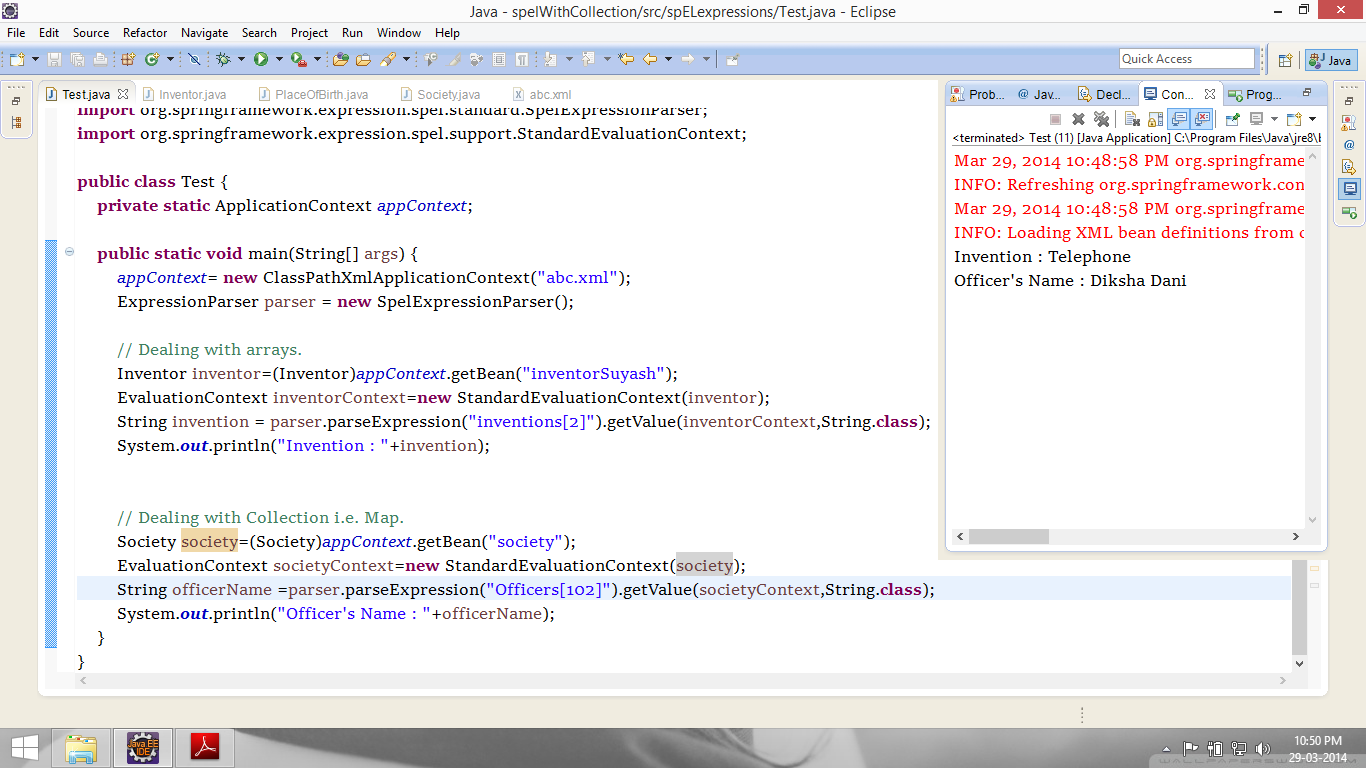 Java - spelWithCollection/src/spELexpressions/Test.java - Eclipse
File Edit Source Refactor Navigate Search Project Run Window Help
Quick Access
Java
Test.java
Inventor.java
PlaceOfBirth.java
Society.java
abc.xml
import org.springframework.expression.spel.standard.SpelExpressionParser;
import org.springframework.expression.spel.support.StandardEvaluationContext;
public class Test {
private static ApplicationContext appContext;
public static void main(String[] args) {
appContext= new ClassPathXmlApplicationContext("abc.xml");
ExpressionParser parser = new SpelExpressionParser();
// Dealing with arrays.
Inventor inventor=(Inventor)appContext.getBean("inventorSuyash");
EvaluationContext inventorContext=new StandardEvaluationContext(inventor);
String invention = parser.parseExpression("inventions[2]").getValue(inventorContext,String.class);
System.out.println("Invention : "+invention);
// Dealing with Collection i.e. Map.
Society society=(Society)appContext.getBean("society");
EvaluationContext societyContext=new StandardEvaluationContext(society);
String officerName =parser.parseExpression("Officers[102]").getValue(societyContext,String.class);
System.out.println("Officer's Name : "+officerName);
}
}
Prob...
Jav...
Decl...
Con...
Prog...
<terminated> Test (11) [Java Application] C:\Program Files\Java\jre8\b
Mar 29, 2014 10:48:58 PM org.springframe
INFO: Refreshing org.springframework.con
Mar 29, 2014 10:48:58 PM org.springframe
INFO: Loading XML bean definitions from c
Invention : Telephone
Officer's Name : Diksha Dani
Java EE
IDE
10:50 PM
29-03-2014